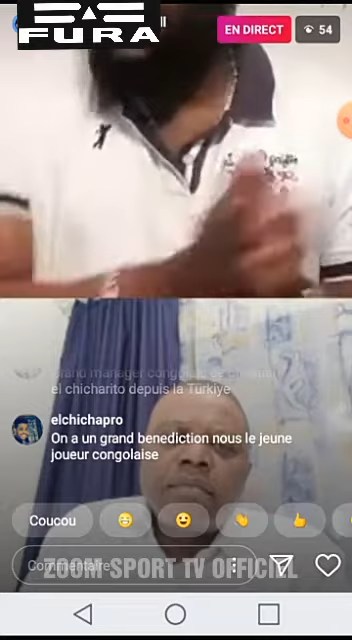 FURA
EN DIRECT
54
Grand manager congolais
el chicharito depuis la Türkiye
elchichapro
On a un grand benediction nous le jeune
joueur congolaise
Coucou
Commentaire
ZOOM SPORT TV OFFICIEL